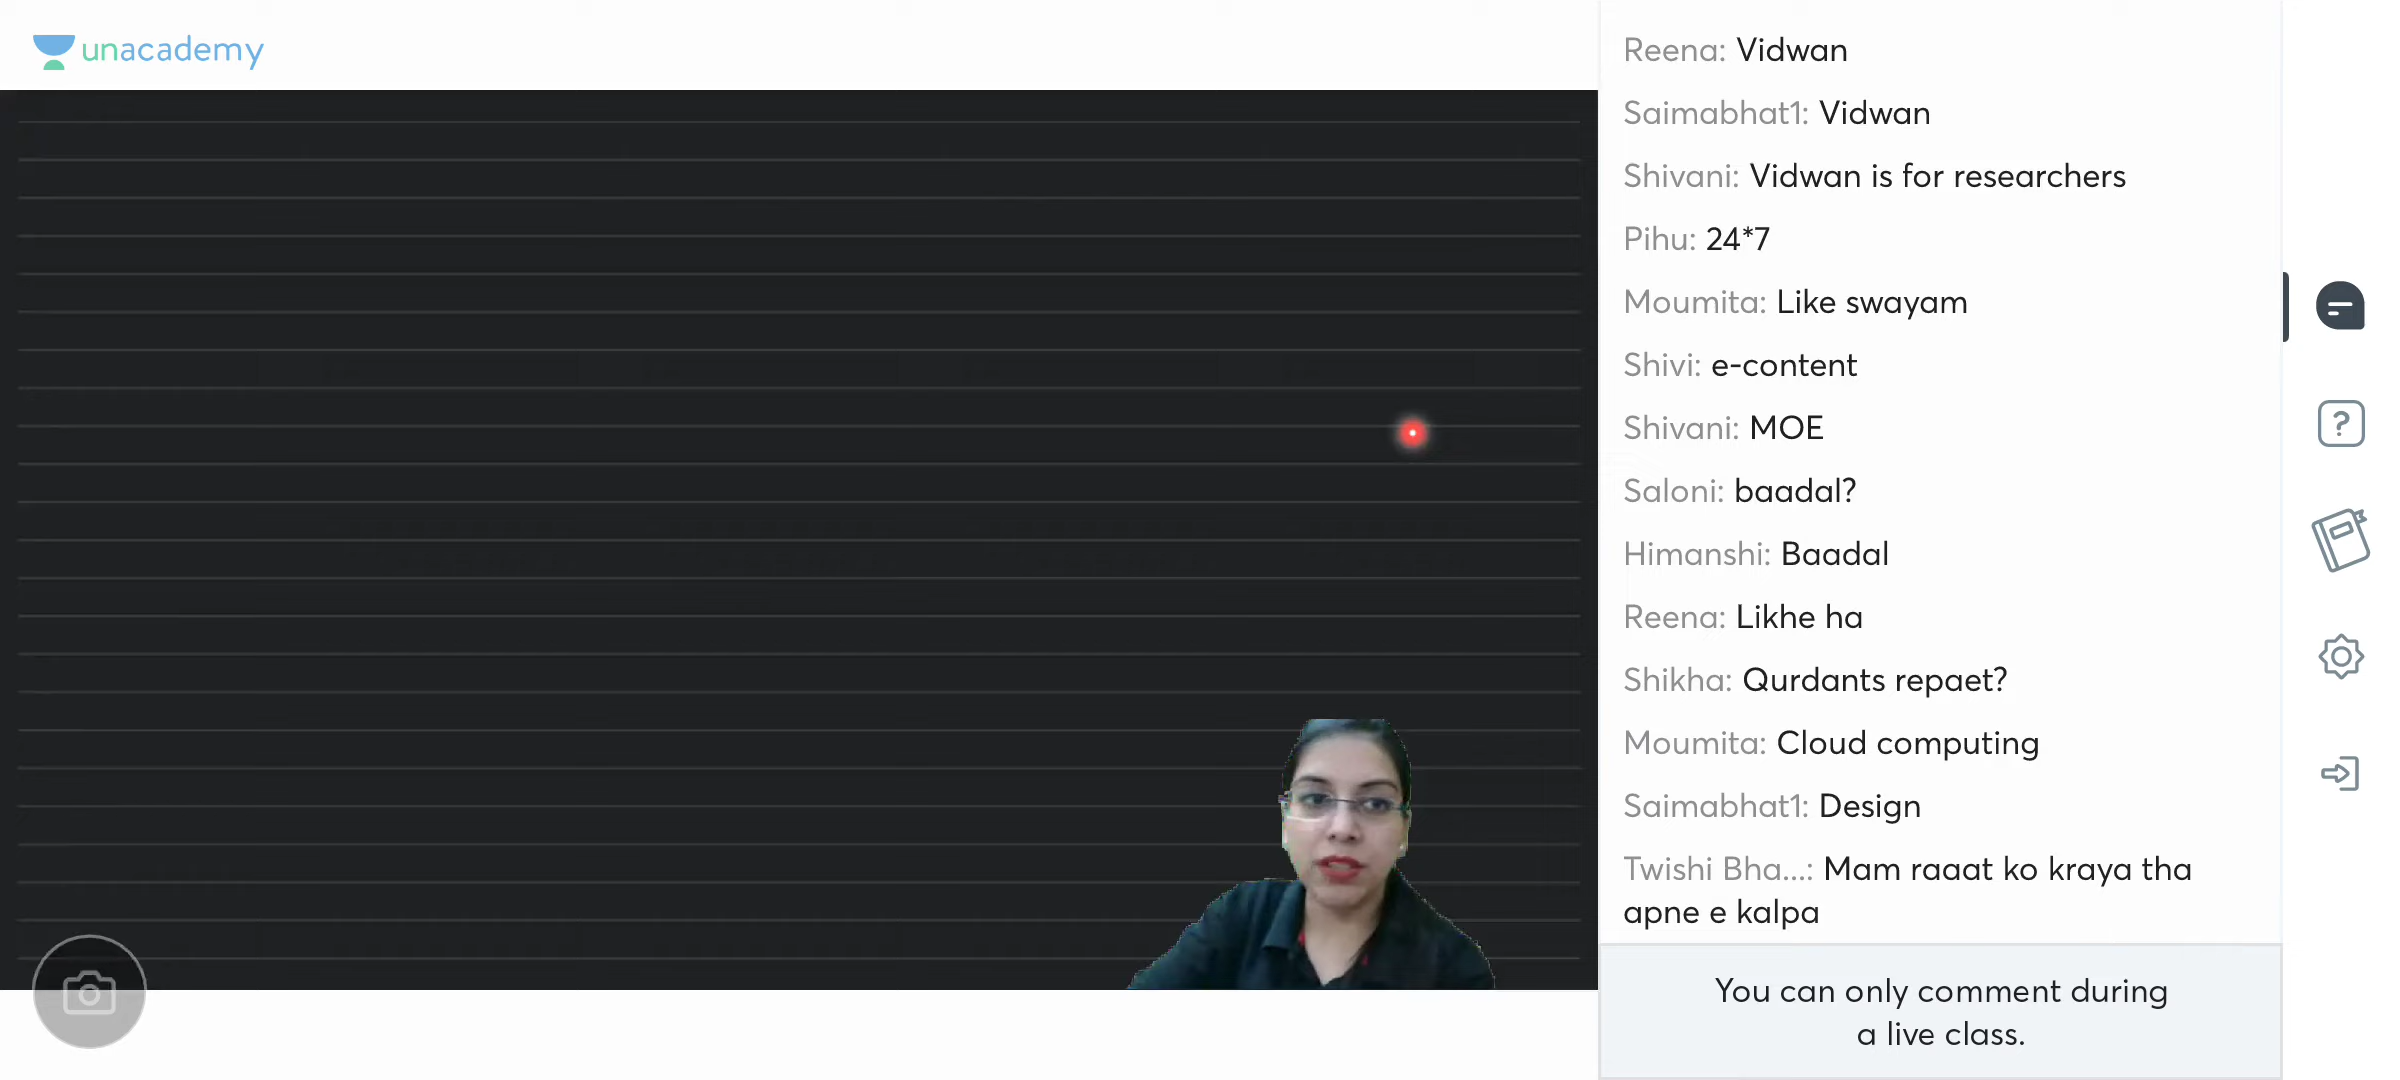 unacademy
Reena: Vidwan
Saimabhat1: Vidwan
Shivani: Vidwan is for researchers
Pihu: 24*7
Moumita: Like swayam
Shivi: e-content
Shivani: MOE
Saloni: baadal?
Himanshi: Baadal
Reena: Likhe ha
Shikha: Qurdants repaet?
Moumita: Cloud computing
Saimabhat1: Design
Twishi Bha...: Mam raaat ko kraya tha
apne e kalpa
You can only comment during
a live class.